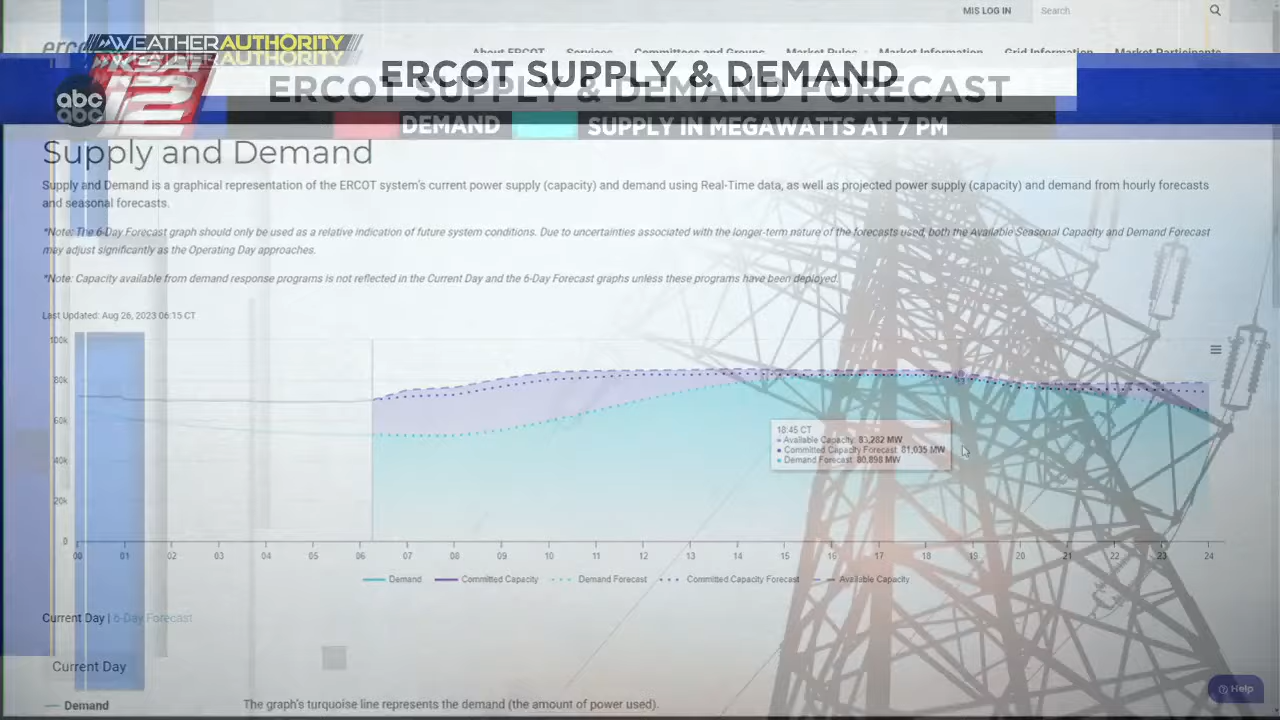 MIS LOG IN
Search
WEATHER AUTHORITY
WEATHER AUTHORITY
About ERCOT Services Committees and Groups Market Rules Market Information Grid Information Market Participants
ERCOT SUPPLY & DEMAND
ERCOT SUPPLY & DEMAND FORECAST
abc
abc
12
DEMAND SUPPLY IN MEGAWATTS AT 7 PM
Supply and Demand
Supply and Demand is a graphical representation of the ERCOT system's current power supply (capacity) and demand using Real-Time data, as well as projected power supply (capacity) and demand from hourly forecasts
and seasonal forecasts.
*Note: The 6-Day Forecast graph should only be used as a relative indication of future system conditions. Due to uncertainties associated with the longer-term nature of the forecasts used, both the Available Seasonal Capacity and Demand Forecast
may adjust significantly as the Operating Day approaches.
*Note: Capacity available from demand response programs is not reflected in the Current Day and the 6-Day Forecast graphs unless these programs have been deployed.
Last Updated: Aug 26, 2023 06:15 CT
100k
80k
60k
40k
20k
0
18:45 CT
Available Capacity: 83,282 MW
Committed Capacity Forecast: 81,035 MW
Demand Forecast: 80,898 MW
00 01 02 03 04 05 06 07 08 09 10 11 12 13 14 15 16 17 18 19 20 21 22 23 24
Demand Committed Capacity Demand Forecast Committed Capacity Forecast Available Capacity
Current Day | 6-Day Forecast
Current Day
Help
Demand The graph's turquoise line represents the demand (the amount of power used).